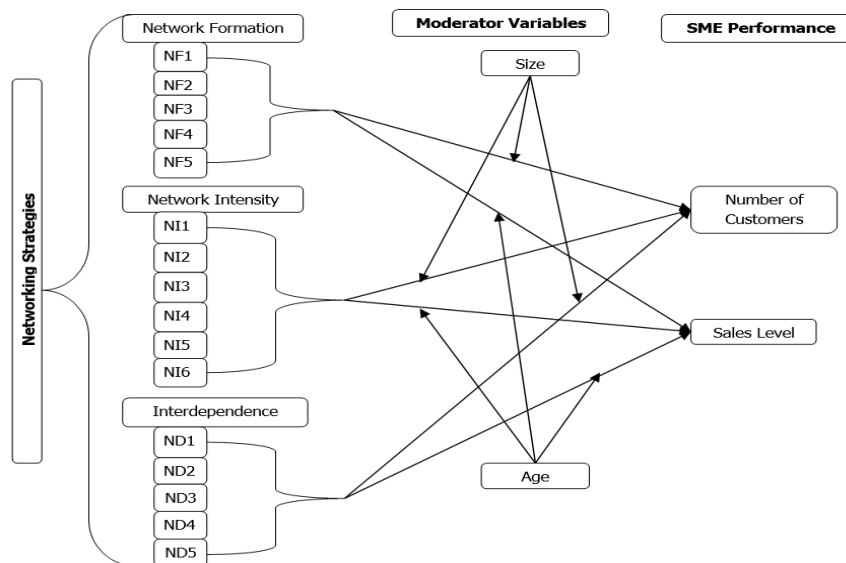 Networking Strategies
Network Formation
NF1
NF2
NF3
NF4
NF5
Network Intensity
NI1
NI2
NI3
NI4
NI5
NI6
Interdependence
ND1
ND2
ND3
ND4
ND5
Moderator Variables
Size
Age
SME Performance
Number of
Customers
Sales Level